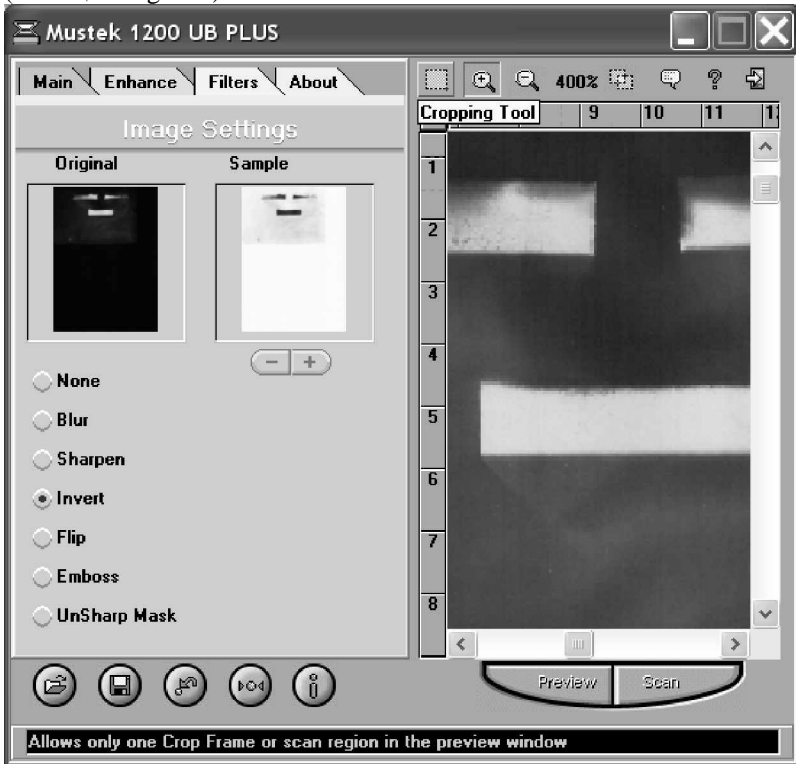 Mustek 1200 UB PLUS
Main Enhance Filters About
400%
Image Settings
Cropping Tool 9 10 11
Original Sample
None
Blur
Sharpen
Invert
Flip
Emboss
UnSharp Mask
1
2
3
4
5
6
7
8
Preview Scan
Allows only one Crop Frame or scan region in the preview window